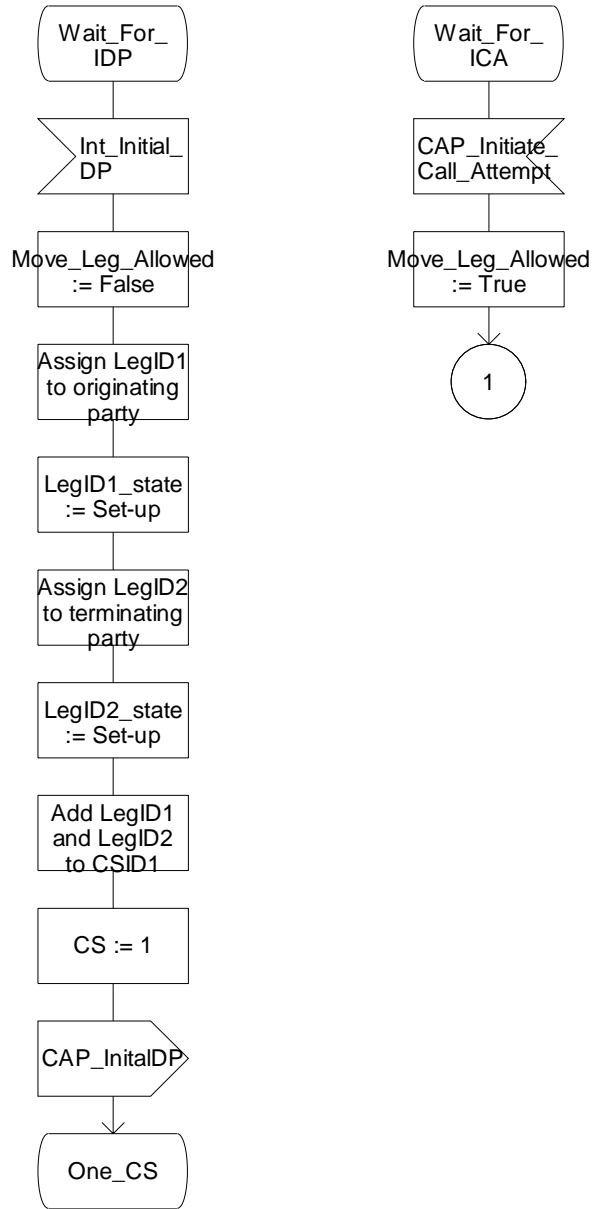 Wait_For_
IDP
Int_Initial_
DP
Move_Leg_Allowed
:= False
Assign LegID1
to originating
party
LegID1_state
:= Set-up
Assign LegID2
to terminating
party
LegID2_state
:= Set-up
Add LegID1
and LegID2
to CSID1
CS := 1
CAP_InitalDP
One_CS
Wait_For_
ICA
CAP_Initiate_
Call_Attempt
Move_Leg_Allowed
:= True
1